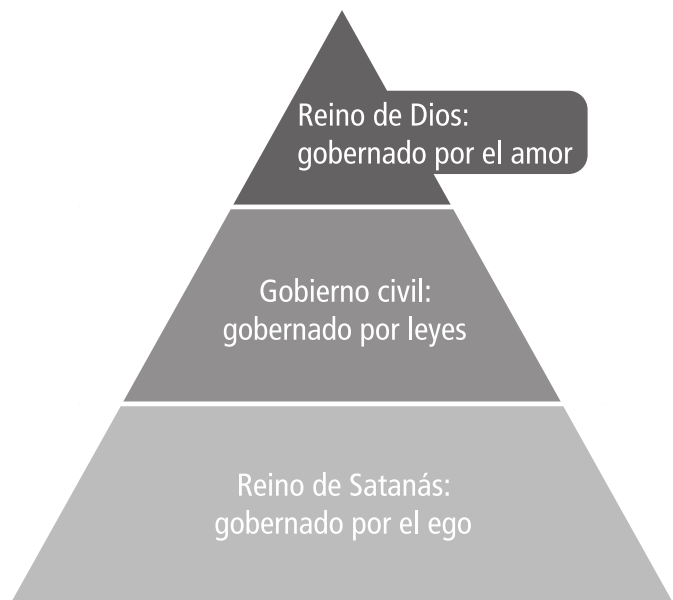 Reino de Dios:
gobernado por el amor
Gobierno civil:
gobernado por leyes
Reino de Satanás:
gobernado por el ego